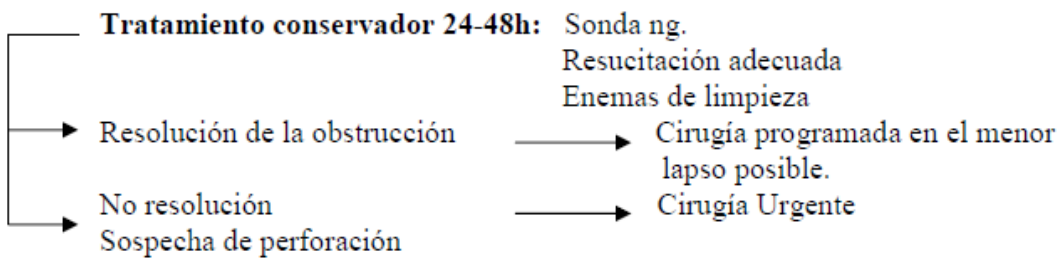 Tratamiento conservador 24-48h: Sonda ng.
Resucitación adecuada
Enemas de limpieza
Resolución de la obstrucción Cirugía programada en el menor
lapso posible.
No resolución Cirugía Urgente
Sospecha de perforación